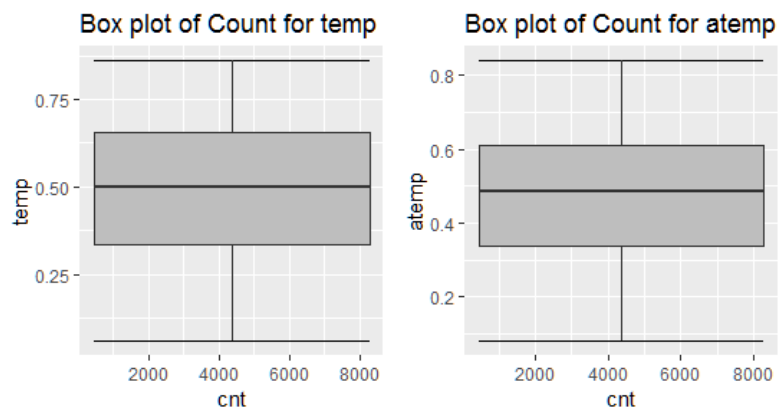 Box plot of Count for temp
0.75
0.50
0.25
temp
2000 4000 6000 8000
cnt
Box plot of Count for atemp
0.8
0.6
0.4
0.2
atemp
2000 4000 6000 8000
cnt